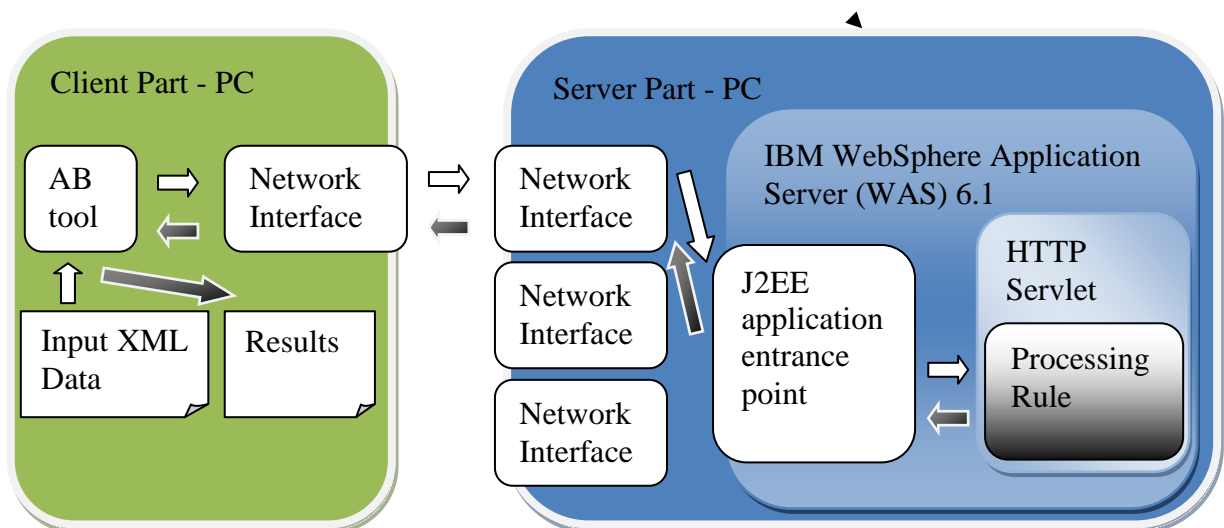 Client Part - PC
AB
tool
Network
Interface
Input XML
Data
Results
Server Part - PC
Network
Interface
Network
Interface
Network
Interface
IBM WebSphere Application
Server (WAS) 6.1
J2EE
application
entrance
point
HTTP
Servlet
Processing
Rule